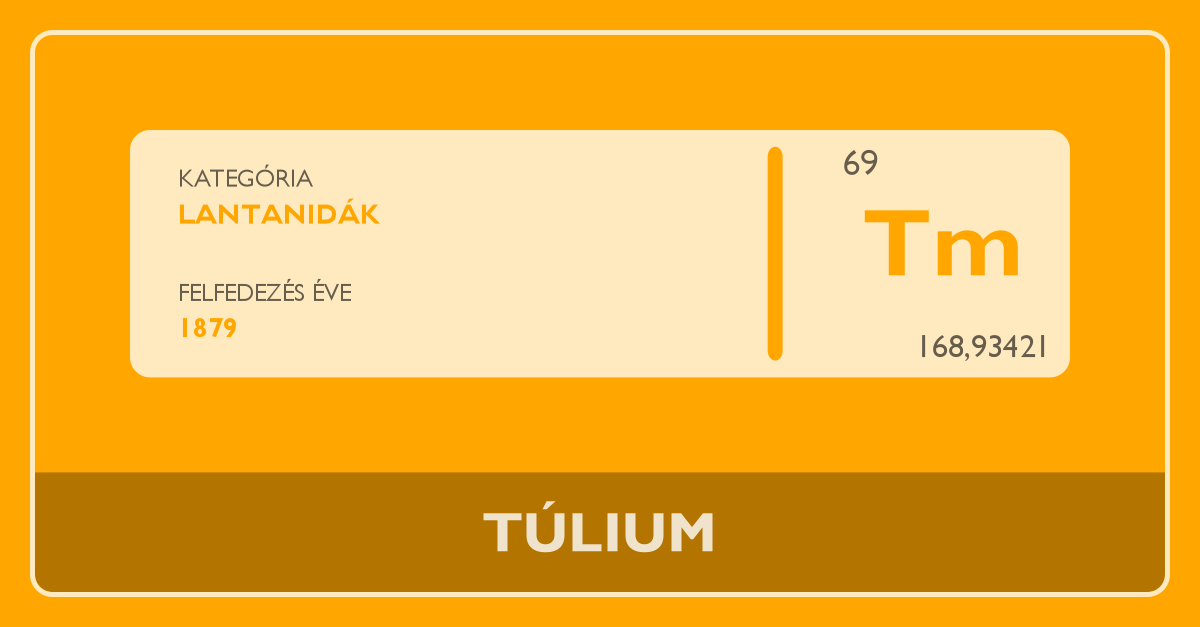 KATEGÓRIA
LANTANIDÁK
FELFEDEZÉS ÉVE
1879
69
Tm
168,93421
TÚLIUM